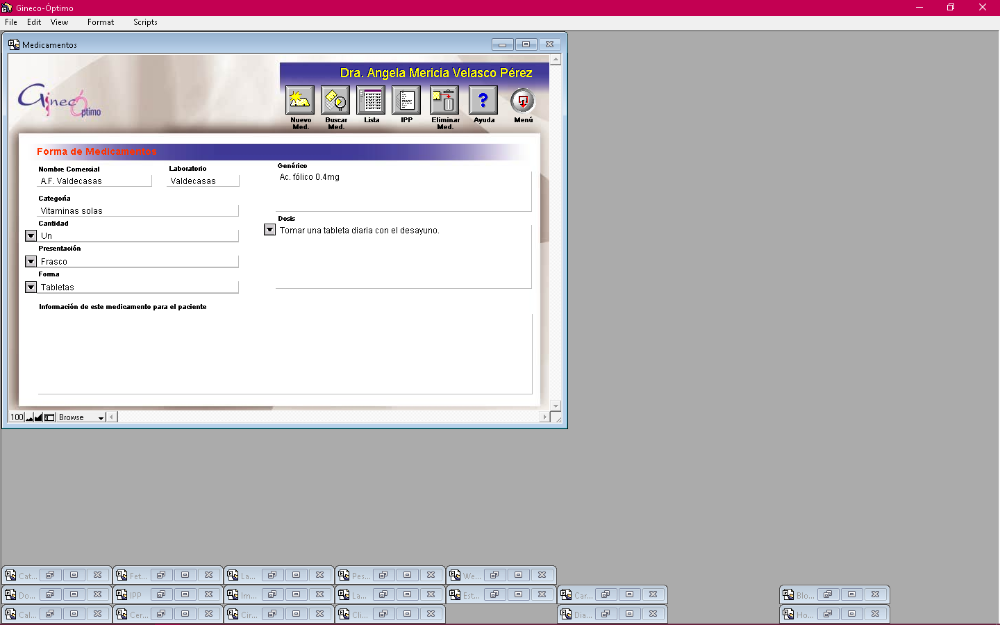 Gineco-Óptimo
File Edit View Format Scripts
Medicamentos
Dra. Angela Mericia Velasco Pérez
Gineco Óptimo
Nuevo Med.
Buscar Med.
Lista
IPP
Eliminar Med.
Ayuda
Menú
Forma de Medicamentos
Nombre Comercial
A.F. Valdecasas
Laboratorio
Valdecasas
Genérico
Ac. fólico 0.4mg
Categoría
Vitaminas solas
Cantidad
Un
Dosis
Tomar una tableta diaria con el desayuno.
Presentación
Frasco
Forma
Tabletas
Información de este medicamento para el paciente
100 Browse
Cat... Fet... La... Pes... We...
Do... IPP Im... La... Est... Car... Blo...
Cal... Cer... Cir... Cli... Dia... Ho...